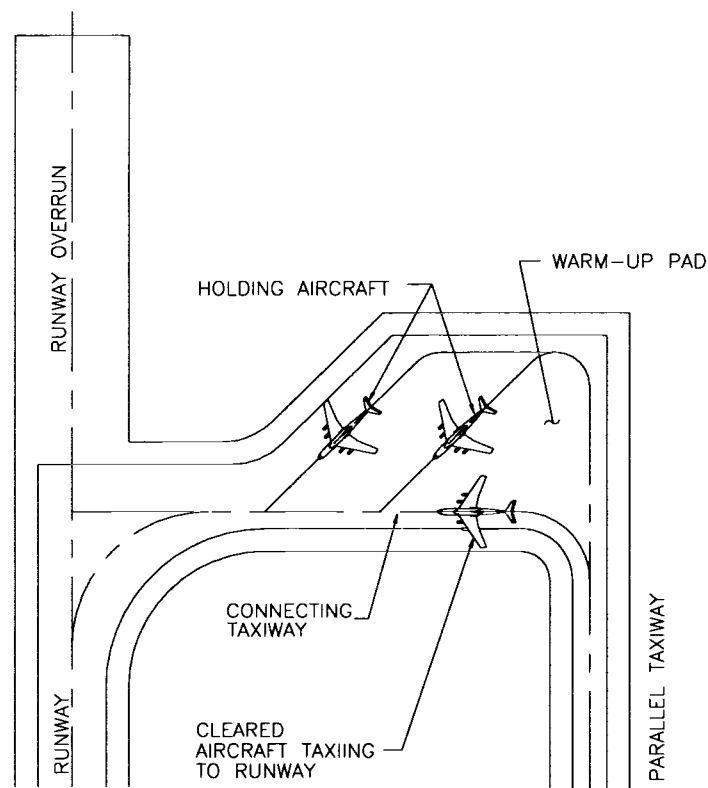 RUNWAY OVERRUN
HOLDING AIRCRAFT
WARM-UP PAD
CONNECTING
TAXIWAY
CLEARED
AIRCRAFT TAXIING
TO RUNWAY
RUNWAY
PARALLEL TAXIWAY